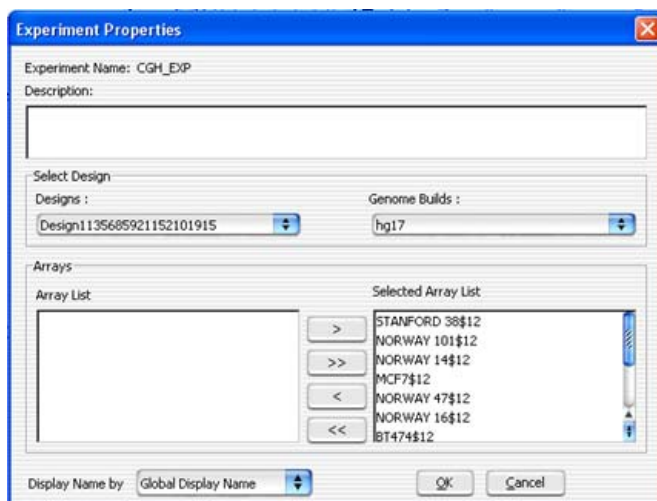 Experiment Properties
Experiment Name: CGH_EXP
Description:
Select Design
Designs :
Genome Builds :
Design1135685921152101915
hg17
Arrays
Array List
Selected Array List
STANFORD 38$12
NORWAY 101$12
NORWAY 14$12
MCF7$12
NORWAY 47$12
NORWAY 16$12
BT474$12
>
>>
<
<<
Display Name by
Global Display Name
OK
Cancel